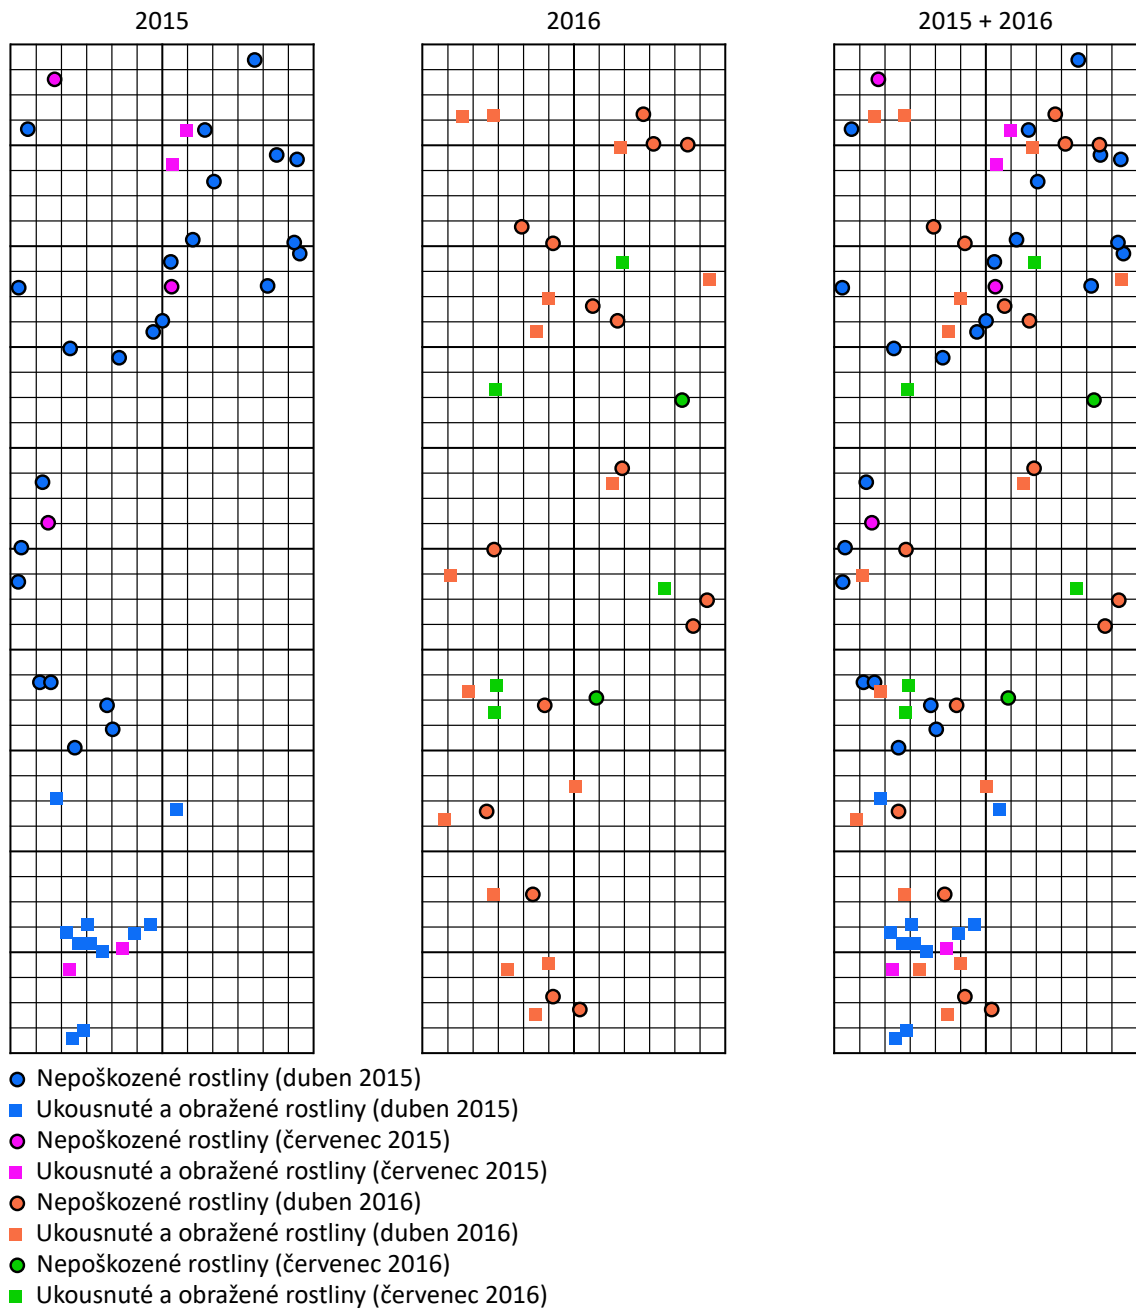 2015
2016
2015 + 2016
Nepoškozené rostliny (duben 2015)
Ukousnuté a obražené rostliny (duben 2015)
Nepoškozené rostliny (červenec 2015)
Ukousnuté a obražené rostliny (červenec 2015)
Nepoškozené rostliny (duben 2016)
Ukousnuté a obražené rostliny (duben 2016)
Nepoškozené rostliny (červenec 2016)
Ukousnuté a obražené rostliny (červenec 2016)